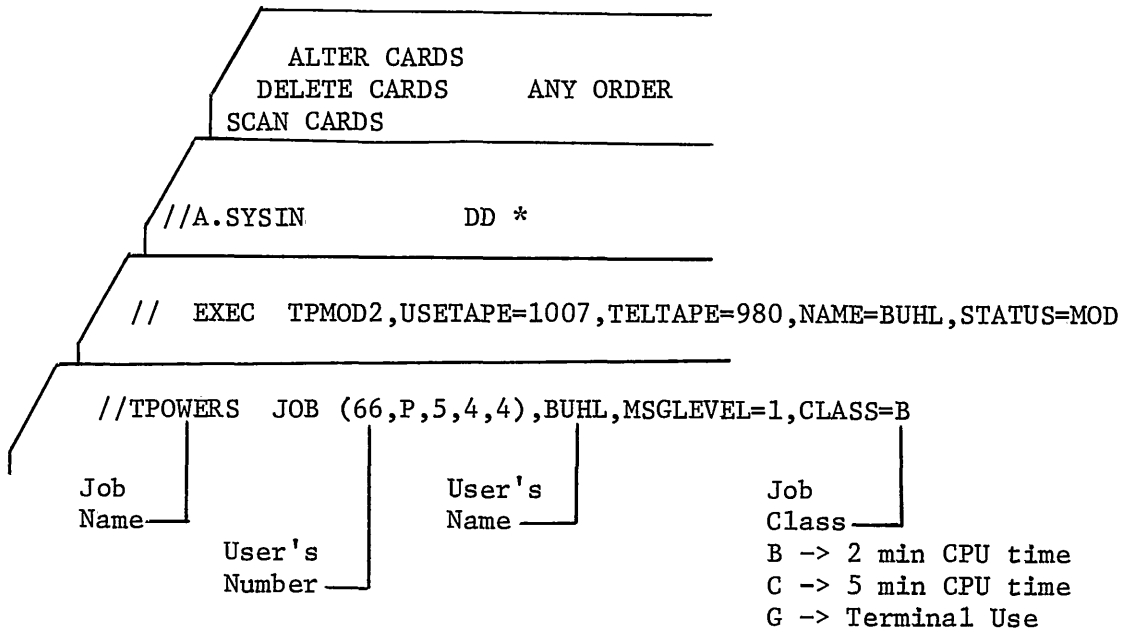 ALTER CARDS
DELETE CARDS ANY ORDER
SCAN CARDS
//A.SYSIN DD *
// EXEC TPMOD2,USETAPE=1007,TELTAPE=980,NAME=BUHL,STATUS=MOD
//TPOWERS JOB (66,P,5,4,4),BUHL,MSGLEVEL=1,CLASS=B
Job
Name
User's
Number
User's
Name
Job
Class
B -> 2 min CPU time
C -> 5 min CPU time
G -> Terminal Use